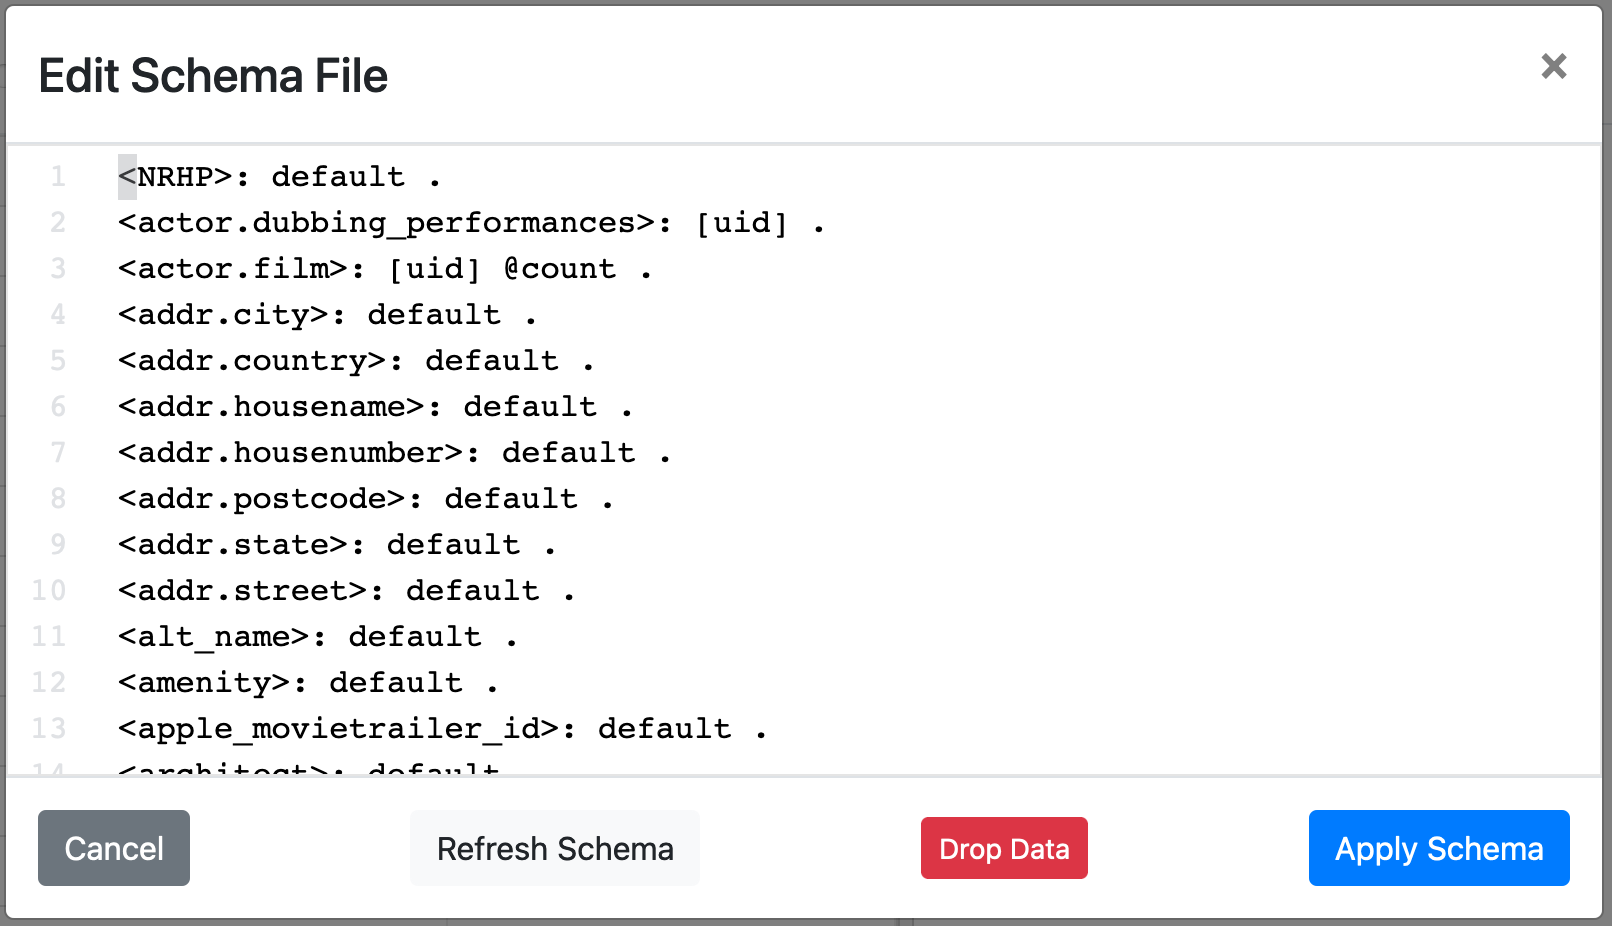 Edit Schema File
×
1 <NRHP>: default .
2 <actor.dubbing_performances>: [uid] .
3 <actor.film>: [uid] @count .
4 <addr.city>: default .
5 <addr.country>: default .
6 <addr.housename>: default .
7 <addr.housenumber>: default .
8 <addr.postcode>: default .
9 <addr.state>: default .
10 <addr.street>: default .
11 <alt_name>: default .
12 <amenity>: default .
13 <apple_movietrailer_id>: default .
14 <architect>: default
Cancel
Refresh Schema
Drop Data
Apply Schema